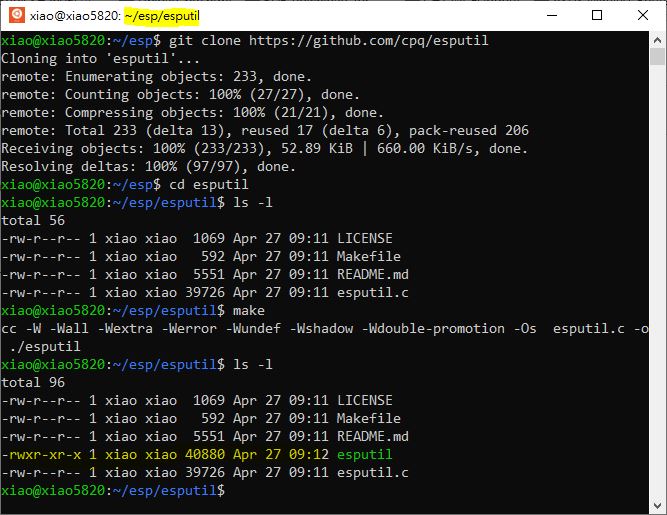 xiao@xiao5820: ~/esp/esputil
xiao@xiao5820:~/esp$ git clone https://github.com/cpq/esputil
Cloning into 'esputil'...
remote: Enumerating objects: 233, done.
remote: Counting objects: 100% (27/27), done.
remote: Compressing objects: 100% (21/21), done.
remote: Total 233 (delta 13), reused 17 (delta 6), pack-reused 206
Receiving objects: 100% (233/233), 52.89 KiB | 660.00 KiB/s, done.
Resolving deltas: 100% (97/97), done.
xiao@xiao5820:~/esp$ cd esputil
xiao@xiao5820:~/esp/esputil$ ls -l
total 56
-rw-r--r-- 1 xiao xiao  1069 Apr 27 09:11 LICENSE
-rw-r--r-- 1 xiao xiao   592 Apr 27 09:11 Makefile
-rw-r--r-- 1 xiao xiao  5551 Apr 27 09:11 README.md
-rw-r--r-- 1 xiao xiao 39726 Apr 27 09:11 esputil.c
xiao@xiao5820:~/esp/esputil$ make
cc -W -Wall -Wextra -Werror -Wundef -Wshadow -Wdouble-promotion -Os  esputil.c -o
 ./esputil
xiao@xiao5820:~/esp/esputil$ ls -l
total 96
-rw-r--r-- 1 xiao xiao  1069 Apr 27 09:11 LICENSE
-rw-r--r-- 1 xiao xiao   592 Apr 27 09:11 Makefile
-rw-r--r-- 1 xiao xiao  5551 Apr 27 09:11 README.md
-rwxr-xr-x 1 xiao xiao 40880 Apr 27 09:12 esputil
-rw-r--r-- 1 xiao xiao 39726 Apr 27 09:11 esputil.c
xiao@xiao5820:~/esp/esputil$